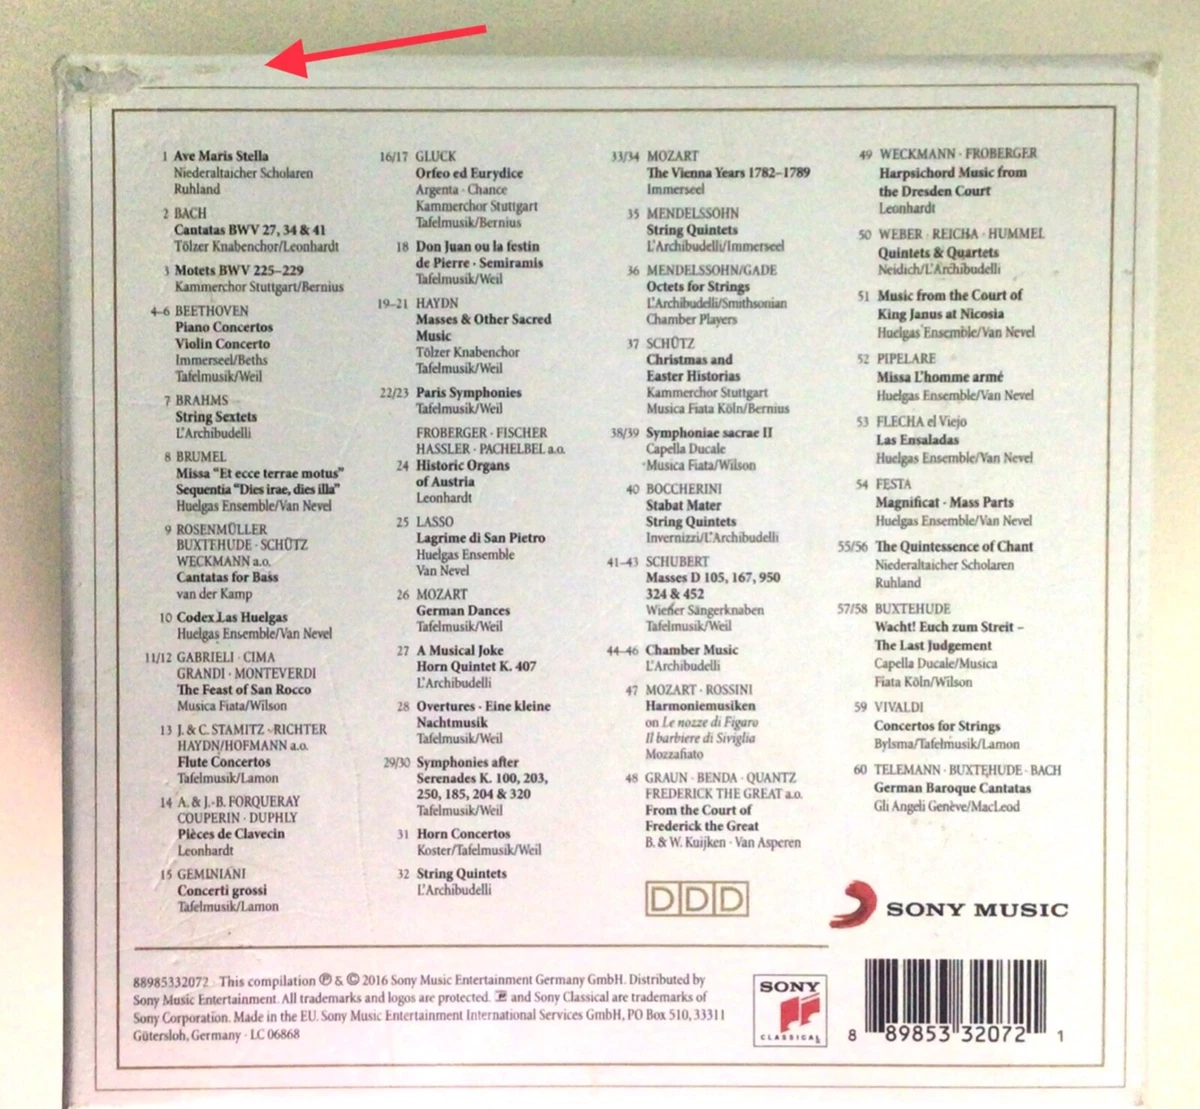 1 Ave Maris Stella
Niederaltaicher Scholaren
Ruhland
2 BACH
Cantatas BWV 27, 34 & 41
Tölzer Knabenchor/Leonhardt
3 Motets BWV 225–229
Kammerchor Stuttgart/Bernius
4–6 BEETHOVEN
Piano Concertos
Violin Concerto
Immerseel/Beths
Tafelmusik/Weil
7 BRAHMS
String Sextets
L'Archibudelli
8 BRUMEL
Missa "Et ecce terrae motus"
Sequentia "Dies irae, dies illa"
Huelgas Ensemble/Van Nevel
9 ROSENMÜLLER
BUXTEHUDE · SCHÜTZ
WECKMANN a.o.
Cantatas for Bass
van der Kamp
10 Codex Las Huelgas
Huelgas Ensemble/Van Nevel
11/12 GABRIELI · CIMA
GRANDI · MONTEVERDI
The Feast of San Rocco
Musica Fiata/Wilson
13 J. & C. STAMITZ · RICHTER
HAYDN/HOFMANN a.o.
Flute Concertos
Tafelmusik/Lamon
14 A. & J.-B. FORQUERAY
COUPERIN · DUPHLY
Pièces de Clavecin
Leonhardt
15 GEMINIANI
Concerti grossi
Tafelmusik/Lamon
16/17 GLUCK
Orfeo ed Eurydice
Argenta · Chance
Kammerchor Stuttgart
Tafelmusik/Bernius
18 Don Juan ou la festin
de Pierre · Semiramis
Tafelmusik/Weil
19–21 HAYDN
Masses & Other Sacred
Music
Tölzer Knabenchor
Tafelmusik/Weil
22/23 Paris Symphonies
Tafelmusik/Weil
FROBERGER · FISCHER
HASSLER · PACHELBEL a.o.
24 Historic Organs
of Austria
Leonhardt
25 LASSO
Lagrime di San Pietro
Huelgas Ensemble
Van Nevel
26 MOZART
German Dances
Tafelmusik/Weil
27 A Musical Joke
Horn Quintet K. 407
L'Archibudelli
28 Overtures · Eine kleine
Nachtmusik
Tafelmusik/Weil
29/30 Symphonies after
Serenades K. 100, 203,
250, 185, 204 & 320
Tafelmusik/Weil
31 Horn Concertos
Koster/Tafelmusik/Weil
32 String Quintets
L'Archibudelli
33/34 MOZART
The Vienna Years 1782–1789
Immerseel
35 MENDELSSOHN
String Quintets
L'Archibudelli/Immerseel
36 MENDELSSOHN/GADE
Octets for Strings
L'Archibudelli/Smithsonian
Chamber Players
37 SCHÜTZ
Christmas and
Easter Historias
Kammerchor Stuttgart
Musica Fiata Köln/Bernius
38/39 Symphoniae sacrae II
Capella Ducale
Musica Fiata/Wilson
40 BOCCHERINI
Stabat Mater
String Quintets
Invernizzi/L'Archibudelli
41–43 SCHUBERT
Masses D 105, 167, 950
324 & 452
Wiener Sängerknaben
Tafelmusik/Weil
44–46 Chamber Music
L'Archibudelli
47 MOZART · ROSSINI
Harmoniemusiken
on Le nozze di Figaro
Il barbiere di Siviglia
Mozzafiato
48 GRAUN · BENDA · QUANTZ
FREDERICK THE GREAT a.o.
From the Court of
Frederick the Great
B. & W. Kuijken · Van Asperen
49 WECKMANN · FROBERGER
Harpsichord Music from
the Dresden Court
Leonhardt
50 WEBER · REICHA · HUMMEL
Quintets & Quartets
Neidich/L'Archibudelli
51 Music from the Court of
King Janus at Nicosia
Huelgas Ensemble/Van Nevel
52 PIPELARE
Missa L'homme armé
Huelgas Ensemble/Van Nevel
53 FLECHA el Viejo
Las Ensaladas
Huelgas Ensemble/Van Nevel
54 FESTA
Magnificat · Mass Parts
Huelgas Ensemble/Van Nevel
55/56 The Quintessence of Chant
Niederaltaicher Scholaren
Ruhland
57/58 BUXTEHUDE
Wacht! Euch zum Streit –
The Last Judgement
Capella Ducale/Musica
Fiata Köln/Wilson
59 VIVALDI
Concertos for Strings
Bylsma/Tafelmusik/Lamon
60 TELEMANN · BUXTEHUDE · BACH
German Baroque Cantatas
Gli Angeli Genève/MacLeod
DDD
SONY MUSIC
88985332072 This compilation ℗ & © 2016 Sony Music Entertainment Germany GmbH. Distributed by
Sony Music Entertainment. All trademarks and logos are protected. and Sony Classical are trademarks of
Sony Corporation. Made in the EU. Sony Music Entertainment International Services GmbH, PO Box 510, 33311
Gütersloh, Germany · LC 06868
SONY
CLASSICAL
8 89853 32072 1